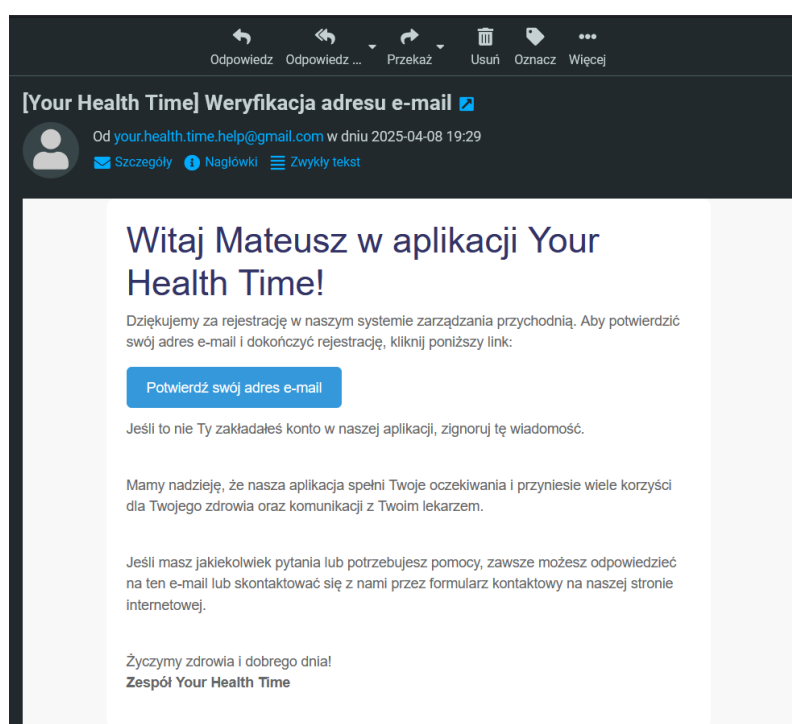 Odpowiedz Odpowiedz ... Przekaż Usuń Oznacz Więcej
[Your Health Time] Weryfikacja adresu e-mail
Od your.health.time.help@gmail.com w dniu 2025-04-08 19:29
Szczegóły Nagłówki Zwykły tekst
Witaj Mateusz w aplikacji Your
Health Time!
Dziękujemy za rejestrację w naszym systemie zarządzania przychodnią. Aby potwierdzić
swój adres e-mail i dokończyć rejestrację, kliknij poniższy link:
Potwierdź swój adres e-mail
Jeśli to nie Ty zakładałeś konto w naszej aplikacji, zignoruj tę wiadomość.
Mamy nadzieję, że nasza aplikacja spełni Twoje oczekiwania i przyniesie wiele korzyści
dla Twojego zdrowia oraz komunikacji z Twoim lekarzem.
Jeśli masz jakiekolwiek pytania lub potrzebujesz pomocy, zawsze możesz odpowiedzieć
na ten e-mail lub skontaktować się z nami przez formularz kontaktowy na naszej stronie
internetowej.
Życzymy zdrowia i dobrego dnia!
Zespół Your Health Time